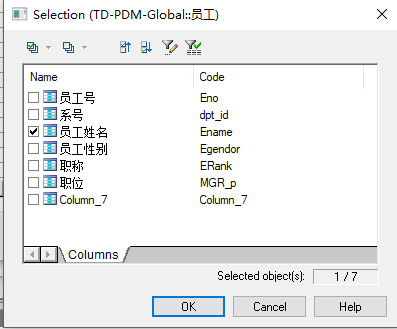 Selection (TD-PDM-Global::员工)
Name Code
员工号 Eno
系号 dpt_id
员工姓名 Ename
员工性别 Egendor
职称 ERank
职位 MGR_p
Column_7 Column_7
Columns
Selected object(s): 1 / 7
OK Cancel Help